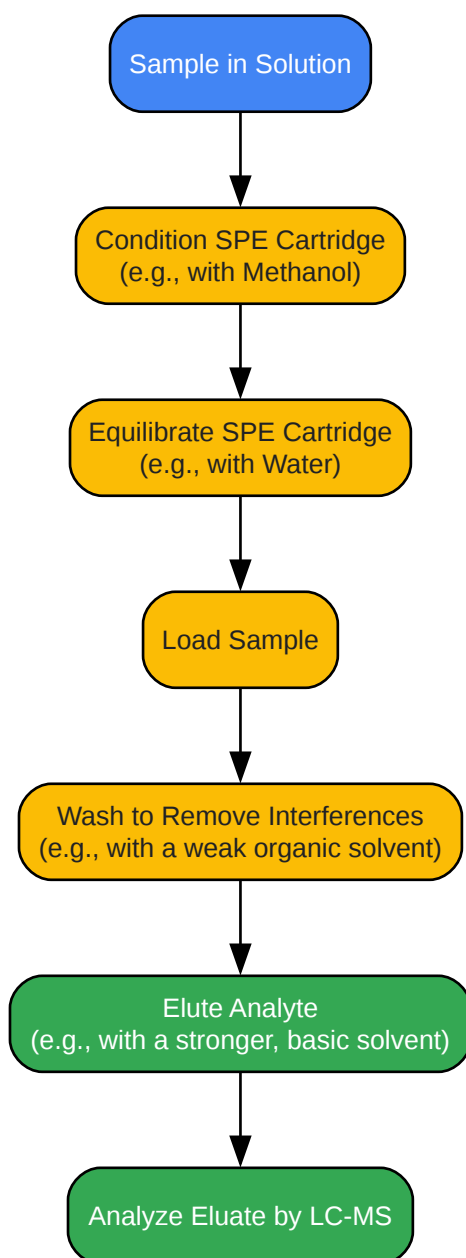 Sample in Solution
Condition SPE Cartridge
(e.g., with Methanol)
Equilibrate SPE Cartridge
(e.g., with Water)
Load Sample
Wash to Remove Interferences
(e.g., with a weak organic solvent)
Elute Analyte
(e.g., with a stronger, basic solvent)
Analyze Eluate by LC-MS